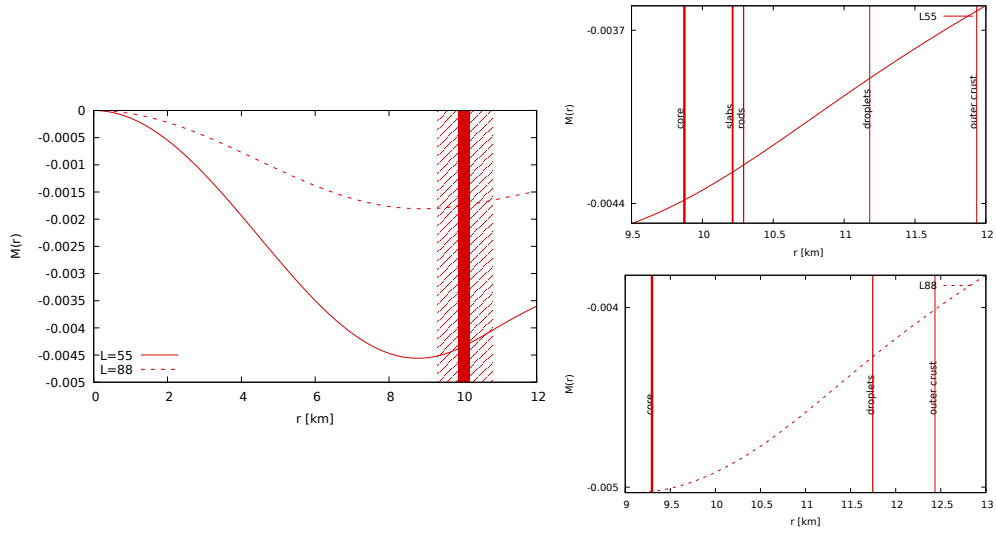 0
-0.0005
-0.001
-0.0015
-0.002
-0.0025
-0.003
-0.0035
-0.004
-0.0045
-0.005
M(r)
L=55
L=88
0 2 4 6 8 10 12
r [km]
L55
-0.0037
-0.0044
M(r)
core
slabs
rods
droplets
outer crust
9.5 10 10.5 11 11.5 12
r [km]
L88
-0.004
-0.005
M(r)
core
droplets
outer crust
9 9.5 10 10.5 11 11.5 12 12.5 13
r [km]